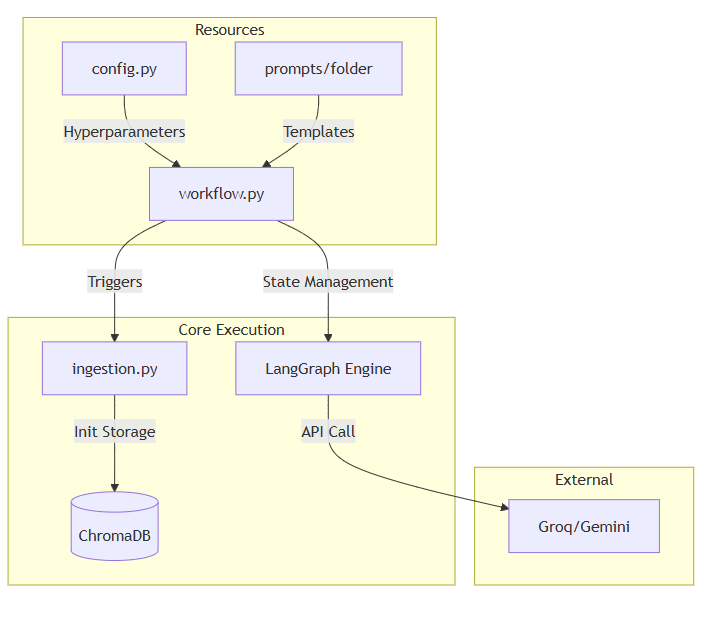 Resources
config.py
prompts/folder
Hyperparameters
Templates
workflow.py
Triggers
State Management
Core Execution
ingestion.py
LangGraph Engine
Init Storage
API Call
External
ChromaDB
Groq/Gemini